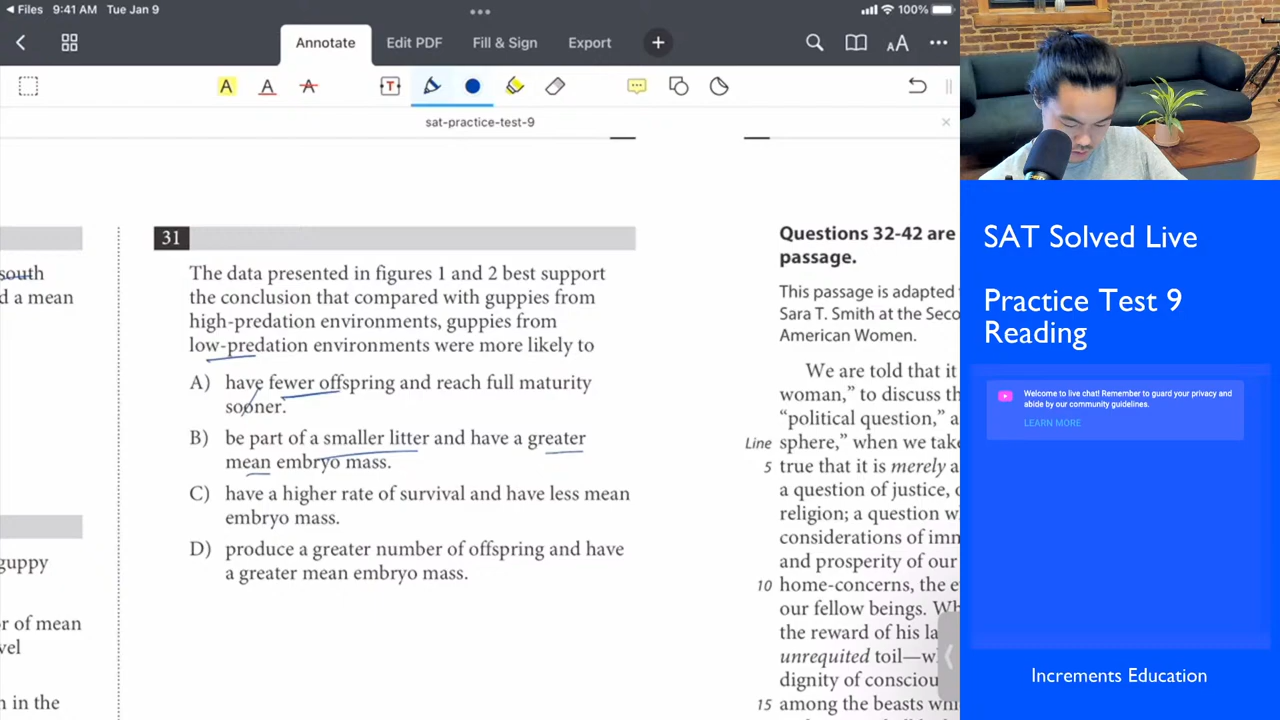 Files 9:41 AM Tue Jan 9 100%
Annotate Edit PDF Fill & Sign Export
A A A T AA
sat-practice-test-9
south
d a mean
guppy
or of mean
vel
n in the
31
The data presented in figures 1 and 2 best support
the conclusion that compared with guppies from
high-predation environments, guppies from
low-predation environments were more likely to
A) have fewer offspring and reach full maturity
sooner.
B) be part of a smaller litter and have a greater
mean embryo mass.
C) have a higher rate of survival and have less mean
embryo mass.
D) produce a greater number of offspring and have
a greater mean embryo mass.
Questions 32-42 are
passage.
This passage is adapted
Sara T. Smith at the Seco
American Women.
We are told that it
woman,” to discuss th
“political question,” a
Line sphere,” when we take
5 true that it is merely a
a question of justice, o
religion; a question w
considerations of imm
and prosperity of our
10 home-concerns, the e
our fellow beings. Wh
the reward of his la
unrequited toil—w
dignity of consciou
15 among the beasts whi
SAT Solved Live
Practice Test 9
Reading
Welcome to live chat! Remember to guard your privacy and
abide by our community guidelines.
LEARN MORE
Increments Education